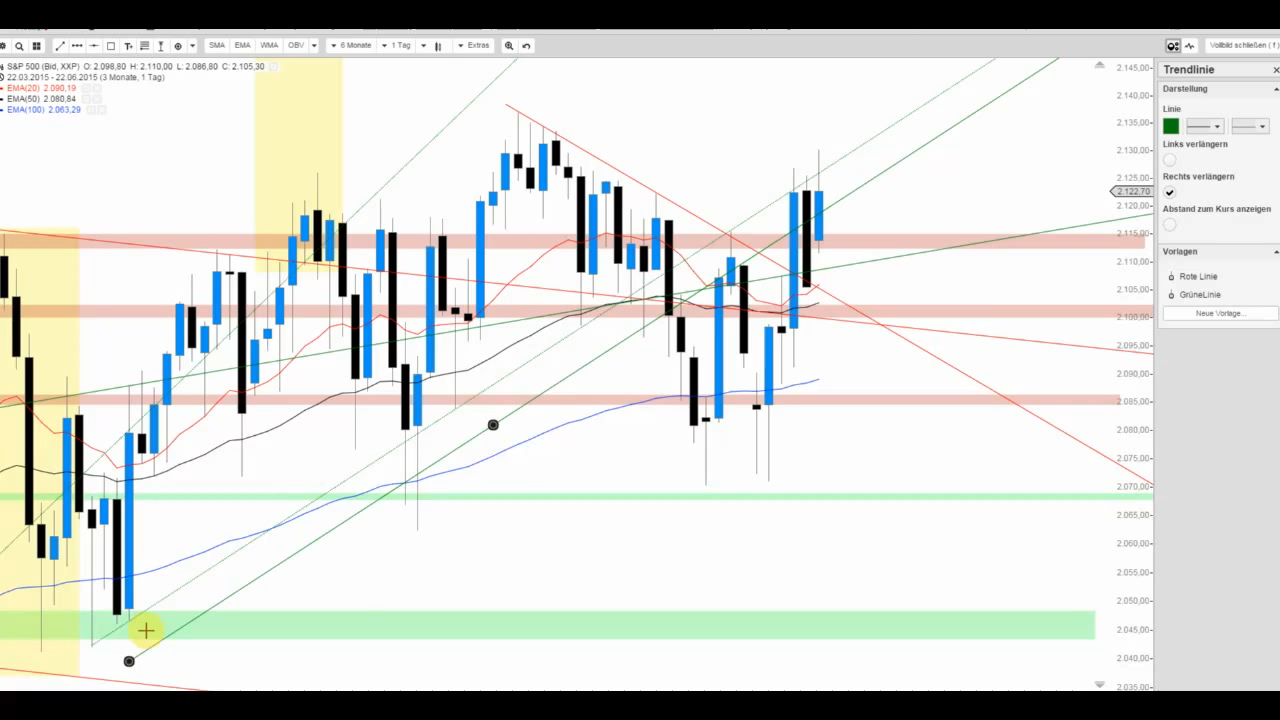 SMA EMA WMA OBV 6 Monate 1 Tag Extras
Vollbild schließen (f)
S&P 500 (Bid, XXP) O: 2.098,80 H: 2.110,00 L: 2.086,80 C: 2.105,30
22.03.2015 - 22.06.2015 (3 Monate, 1 Tag)
EMA(20) 2.090,19
EMA(50) 2.080,84
EMA(100) 2.063,29
2.145,00
2.140,00
2.135,00
2.130,00
2.125,00
2.122,70
2.120,00
2.115,00
2.110,00
2.105,00
2.100,00
2.095,00
2.090,00
2.085,00
2.080,00
2.075,00
2.070,00
2.065,00
2.060,00
2.055,00
2.050,00
2.045,00
2.040,00
2.035,00
Trendlinie
Darstellung
Linie
Links verlängern
Rechts verlängern
Abstand zum Kurs anzeigen
Vorlagen
Rote Linie
GrüneLinie
Neue Vorlage...